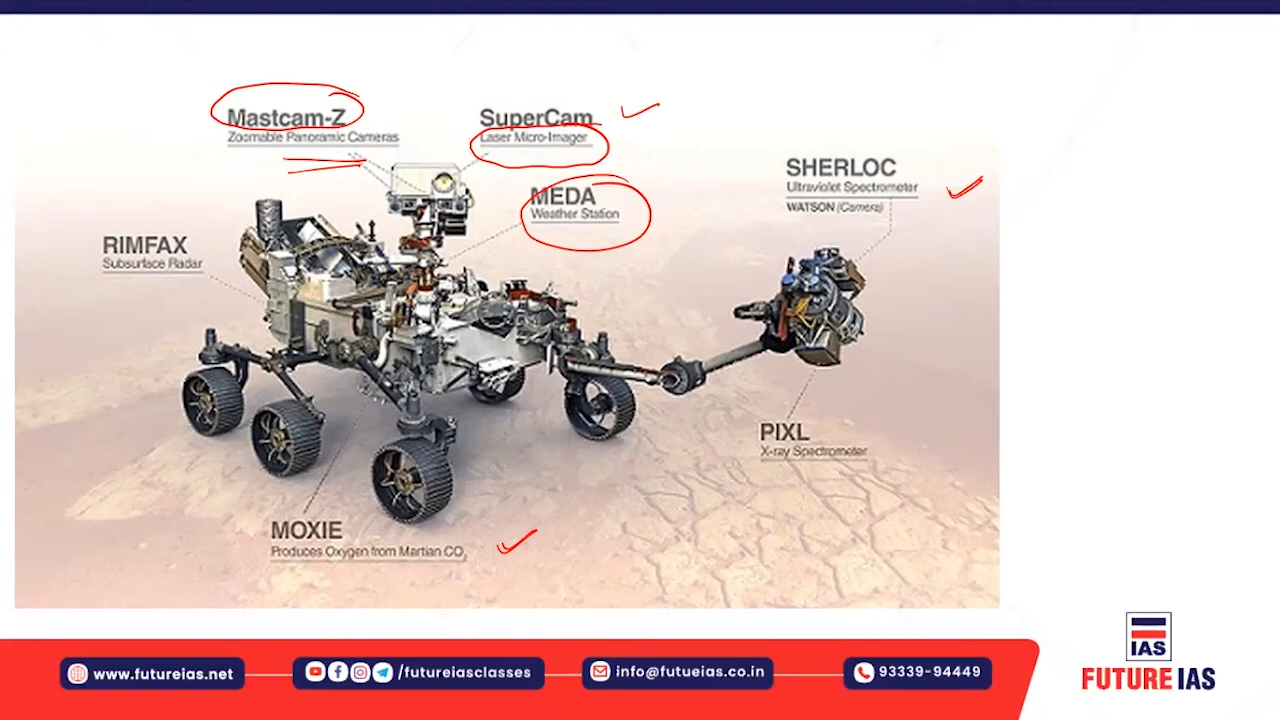 Mastcam-Z
Zoomable Panoramic Cameras
SuperCam
Laser Micro-Imager
MEDA
Weather Station
SHERLOC
Ultraviolet Spectrometer
WATSON (Camera)
RIMFAX
Subsurface Radar
PIXL
X-ray Spectrometer
MOXIE
Produces Oxygen from Martian CO2
www.futureias.net
/futureiasclasses
info@futueias.co.in
93339-94449
IAS
FUTURE IAS